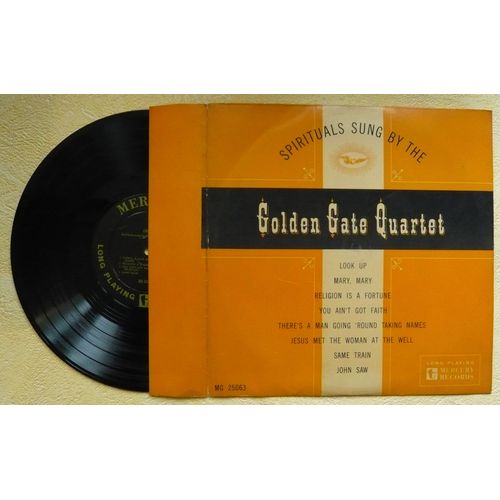 SPIRITUALS SUNG BY THE
Golden Gate Quartet
LOOK UP
MARY, MARY
RELIGION IS A FORTUNE
YOU AIN'T GOT FAITH
THERE'S A MAN GOING 'ROUND TAKING NAMES
JESUS MET THE WOMAN AT THE WELL
SAME TRAIN
JOHN SAW
MG 25063
LONG PLAYING
MERCURY
RECORDS
MER
LONG PLAYING